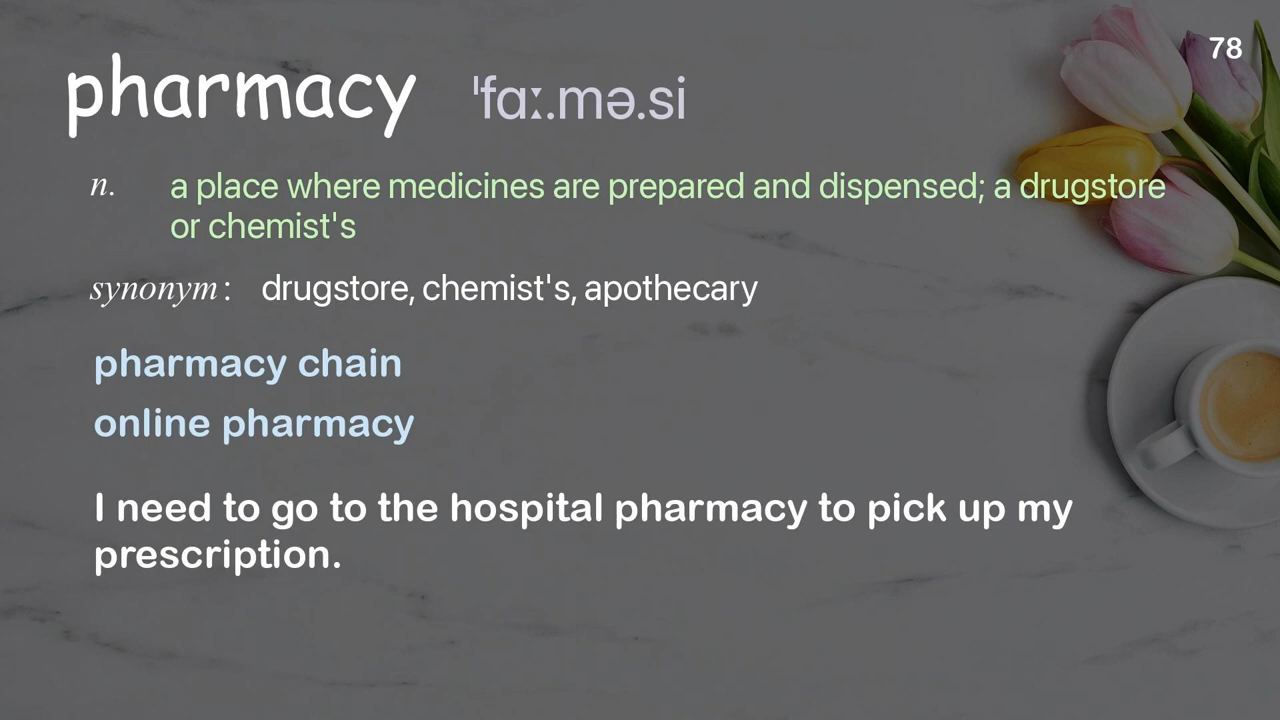 78
pharmacy ˈfɑː.mə.si
n. a place where medicines are prepared and dispensed; a drugstore
or chemist's
synonym: drugstore, chemist's, apothecary
pharmacy chain
online pharmacy
I need to go to the hospital pharmacy to pick up my
prescription.